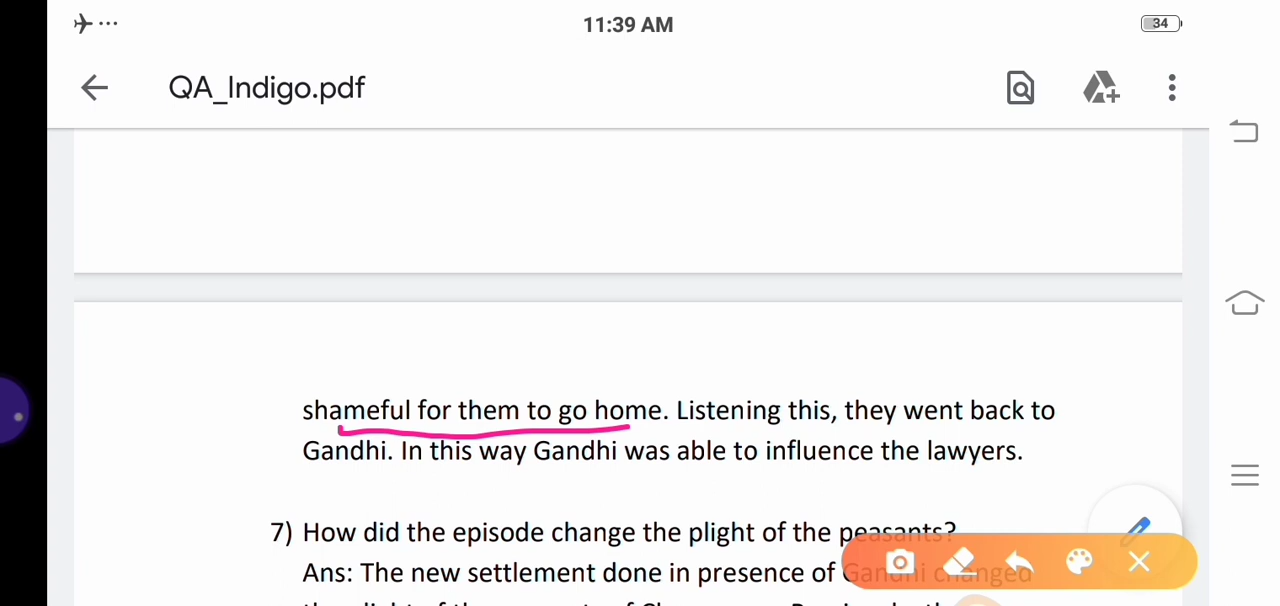 11:39 AM
34
QA_Indigo.pdf
shameful for them to go home. Listening this, they went back to
Gandhi. In this way Gandhi was able to influence the lawyers.
7) How did the episode change the plight of the peasants?
Ans: The new settlement done in presence of Gandhi changed